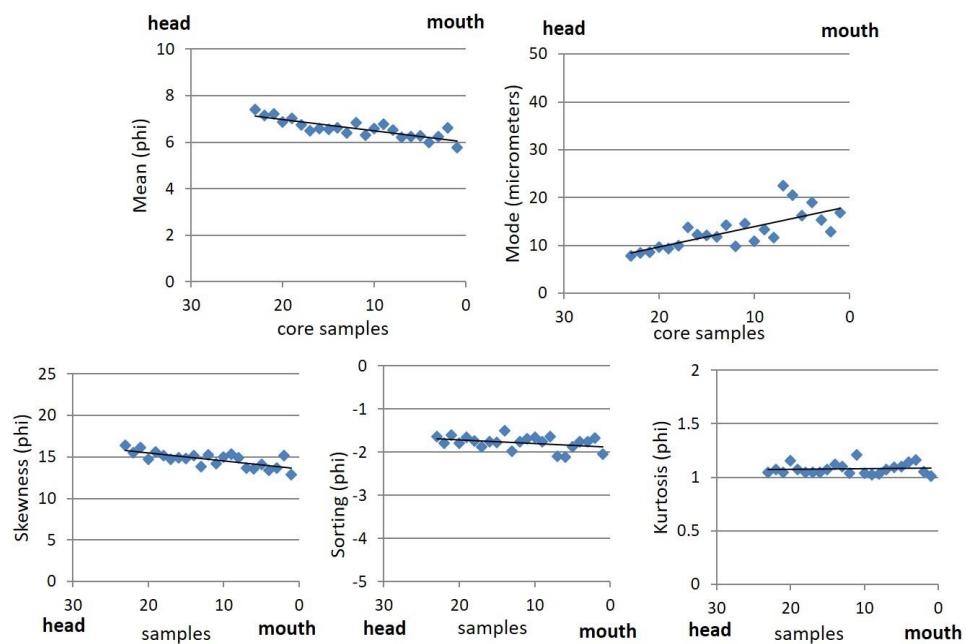 head
mouth
10
8
6
4
2
0
Mean (phi)
30
20
10
0
core samples
head
mouth
50
40
30
20
10
0
Mode (micrometers)
30
20
10
0
core samples
25
20
15
10
5
0
Skewness (phi)
30
20
10
0
head
samples
mouth
0
-1
-2
-3
-4
-5
Sorting (phi)
30
20
10
0
head
samples
mouth
2
1.5
1
0.5
0
Kurtosis (phi)
30
20
10
0
head
samples
mouth